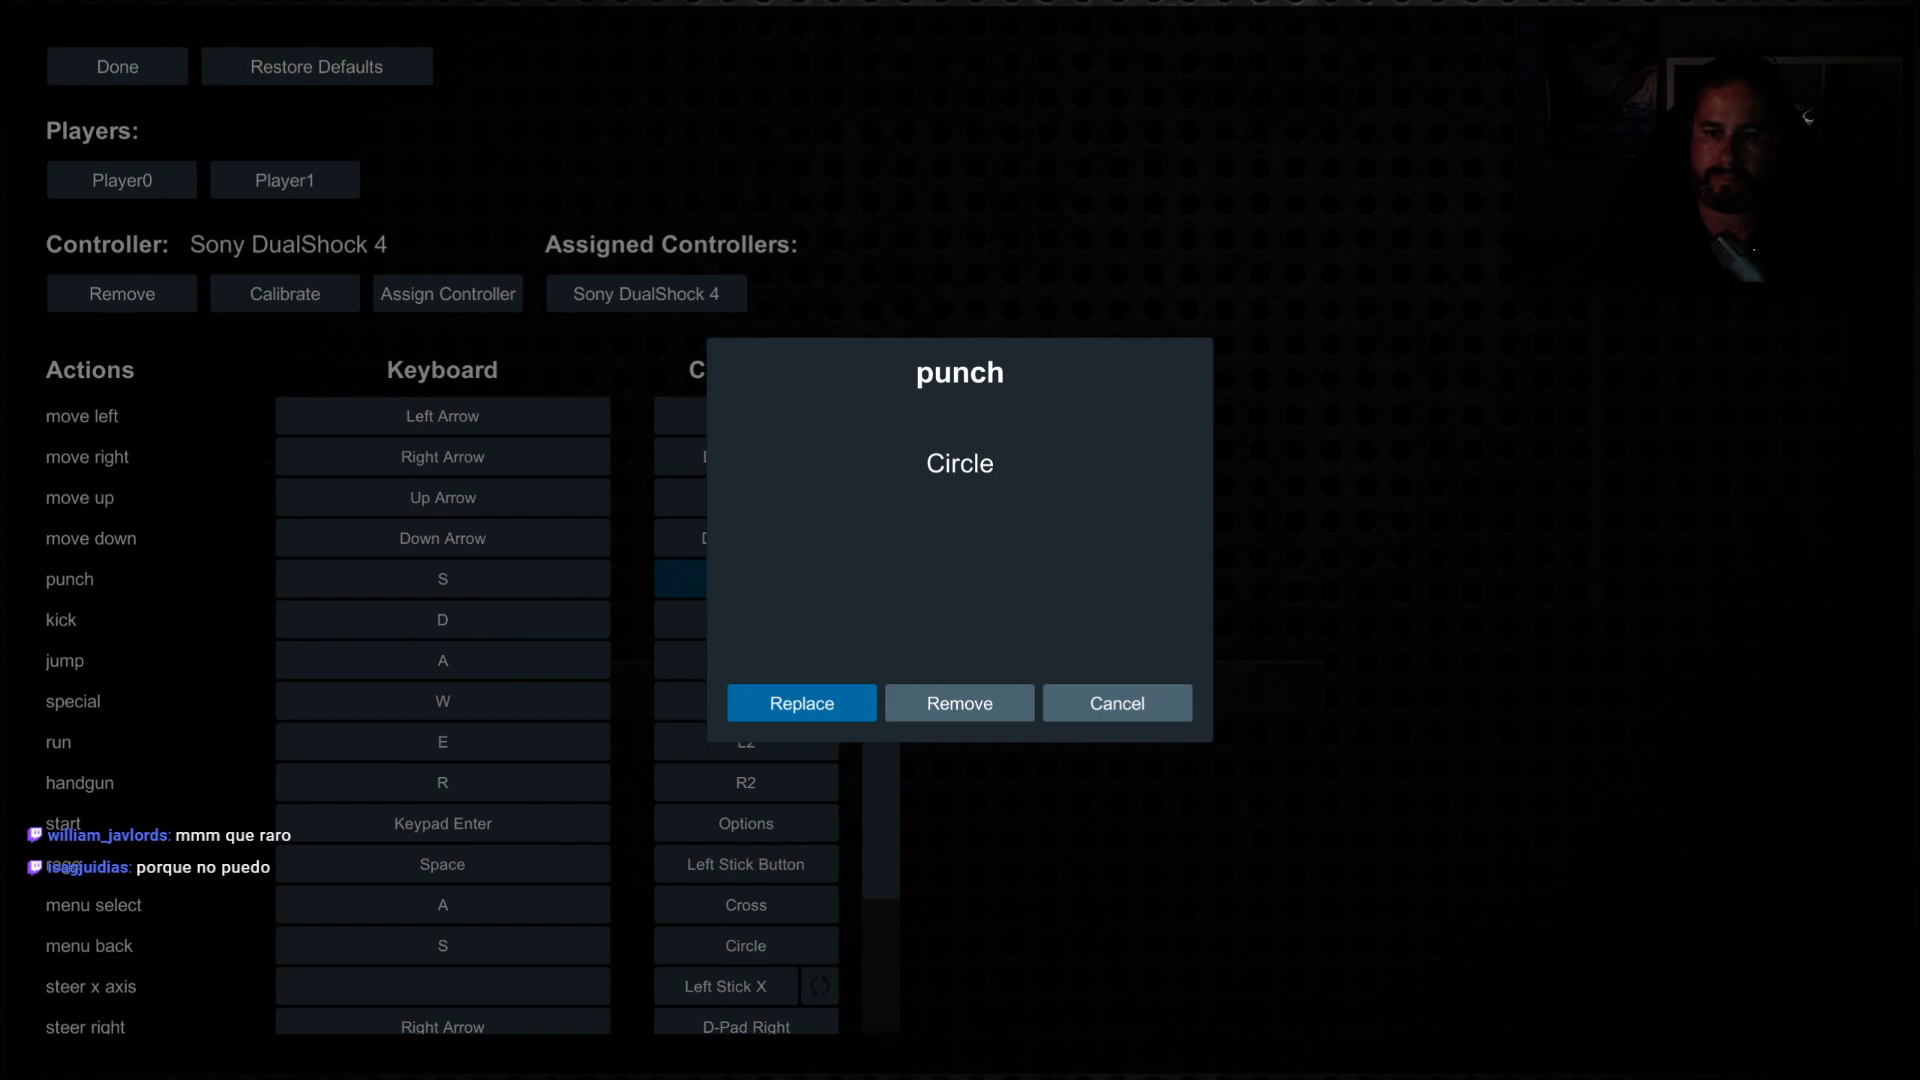 Done Restore Defaults
Players:
Player0 Player1
Controller: Sony DualShock 4 Assigned Controllers:
Remove Calibrate Assign Controller Sony DualShock 4
Actions Keyboard
punch
Circle
Replace Remove Cancel
move left Left Arrow
move right Right Arrow
move up Up Arrow
move down Down Arrow
punch S
kick D
jump A
special W
run E L2
handgun R R2
start Keypad Enter Options
william_javlords: mmm que raro
Space Left Stick Button
isaguidias: porque no puedo
menu select A Cross
menu back S Circle
steer x axis Left Stick X
steer right Right Arrow D-Pad Right